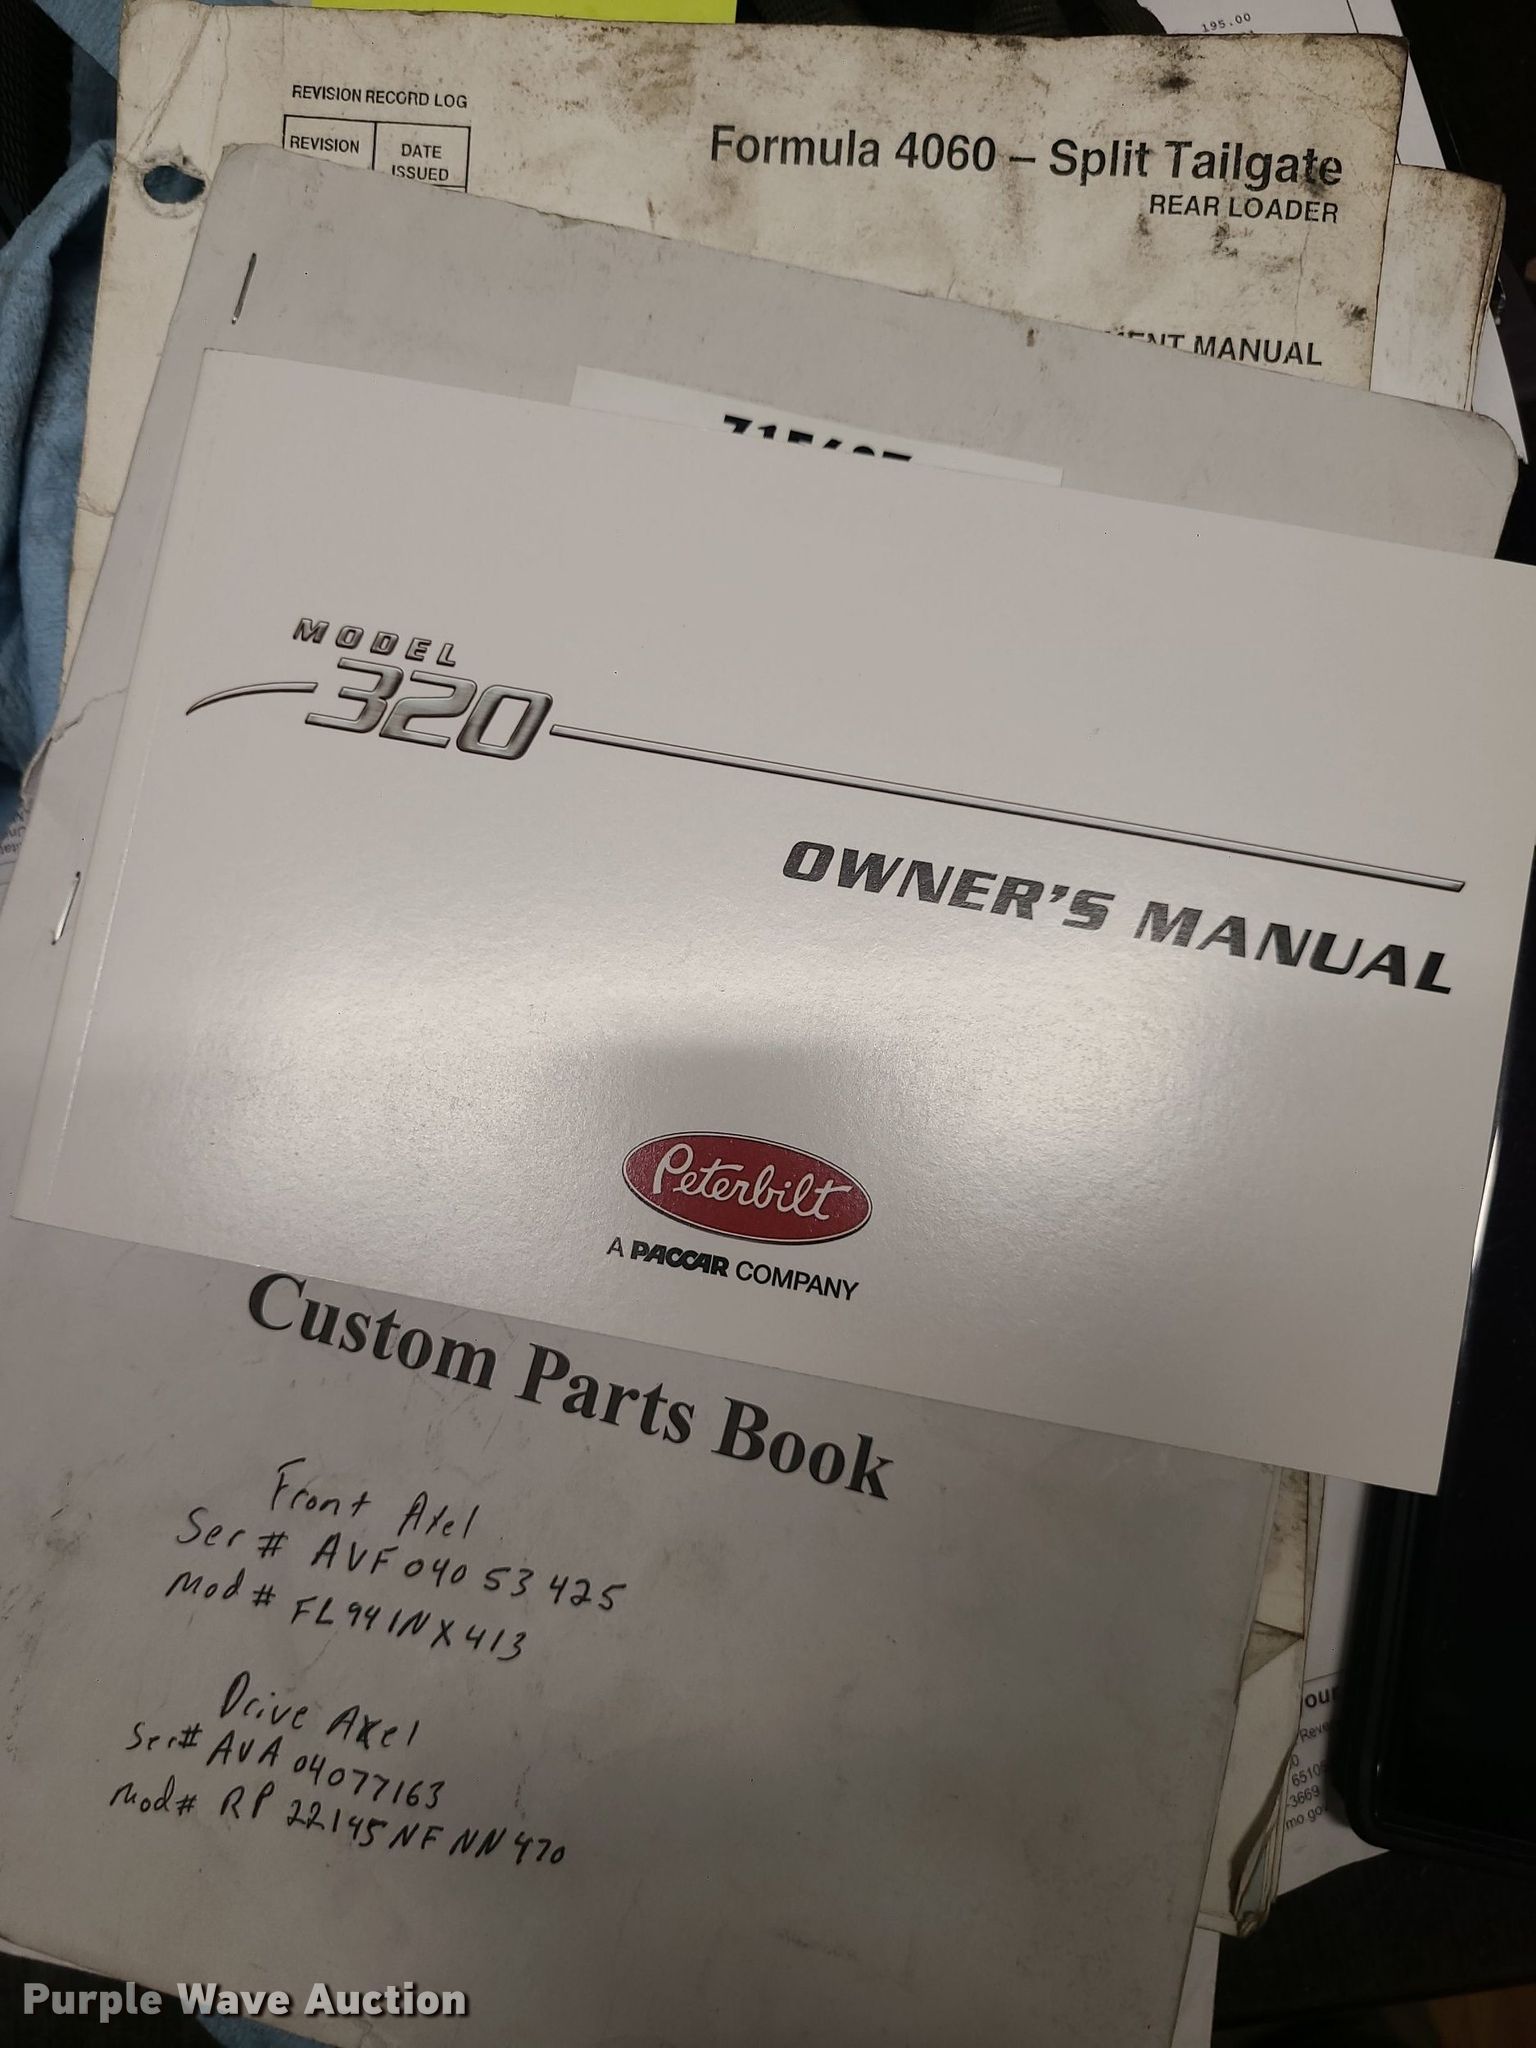 195.00
REVISION RECORD LOG
REVISION DATE ISSUED
Formula 4060 – Split Tailgate
REAR LOADER
MANUAL
MODEL
320
OWNER'S MANUAL
Peterbilt
A PACCAR COMPANY
Custom Parts Book
Front Axel
Ser # AVF04053425
Mod # FL941NX413
Drive Axel
Ser# AVA04077163
Mod# RP22145NFNN470
-3669
Purple Wave Auction